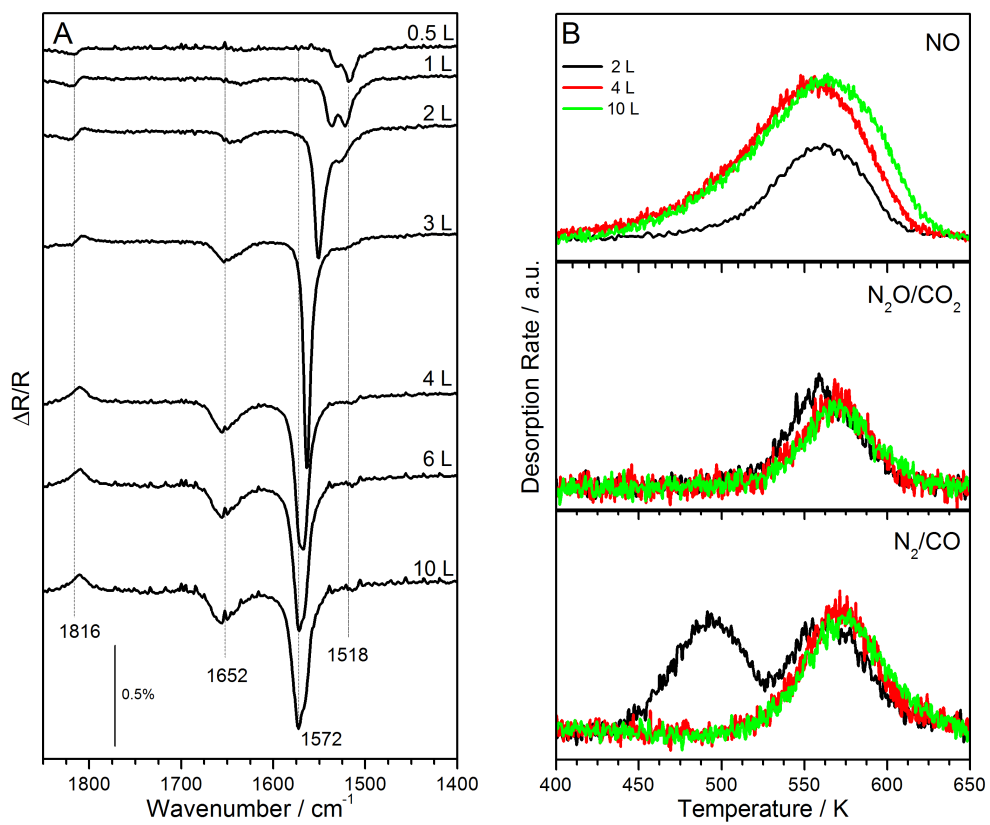 A
0.5 L
1 L
2 L
3 L
4 L
6 L
10 L
1816
1652
1518
1572
0.5%
ΔR/R
1800 1700 1600 1500 1400
Wavenumber / cm⁻¹
B
NO
2 L
4 L
10 L
N₂O/CO₂
N₂/CO
Desorption Rate / a.u.
400 450 500 550 600 650
Temperature / K